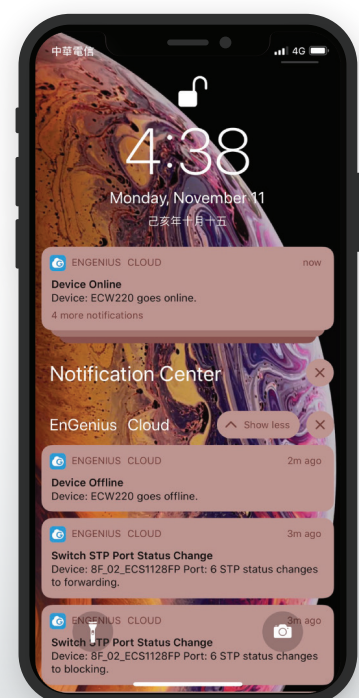 中華電信 4G
4:38
Monday, November 11
己亥年十月十五
ENGENIUS CLOUD now
Device Online
Device: ECW220 goes online.
4 more notifications
Notification Center
EnGenius Cloud Show less
ENGENIUS CLOUD 2m ago
Device Offline
Device: ECW220 goes offline.
ENGENIUS CLOUD 3m ago
Switch STP Port Status Change
Device: 8F_02_ECS1128FP Port: 6 STP status changes
to forwarding.
ENGENIUS CLOUD 3m ago
Switch STP Port Status Change
Device: 8F_02_ECS1128FP Port: 6 STP status changes
to blocking.